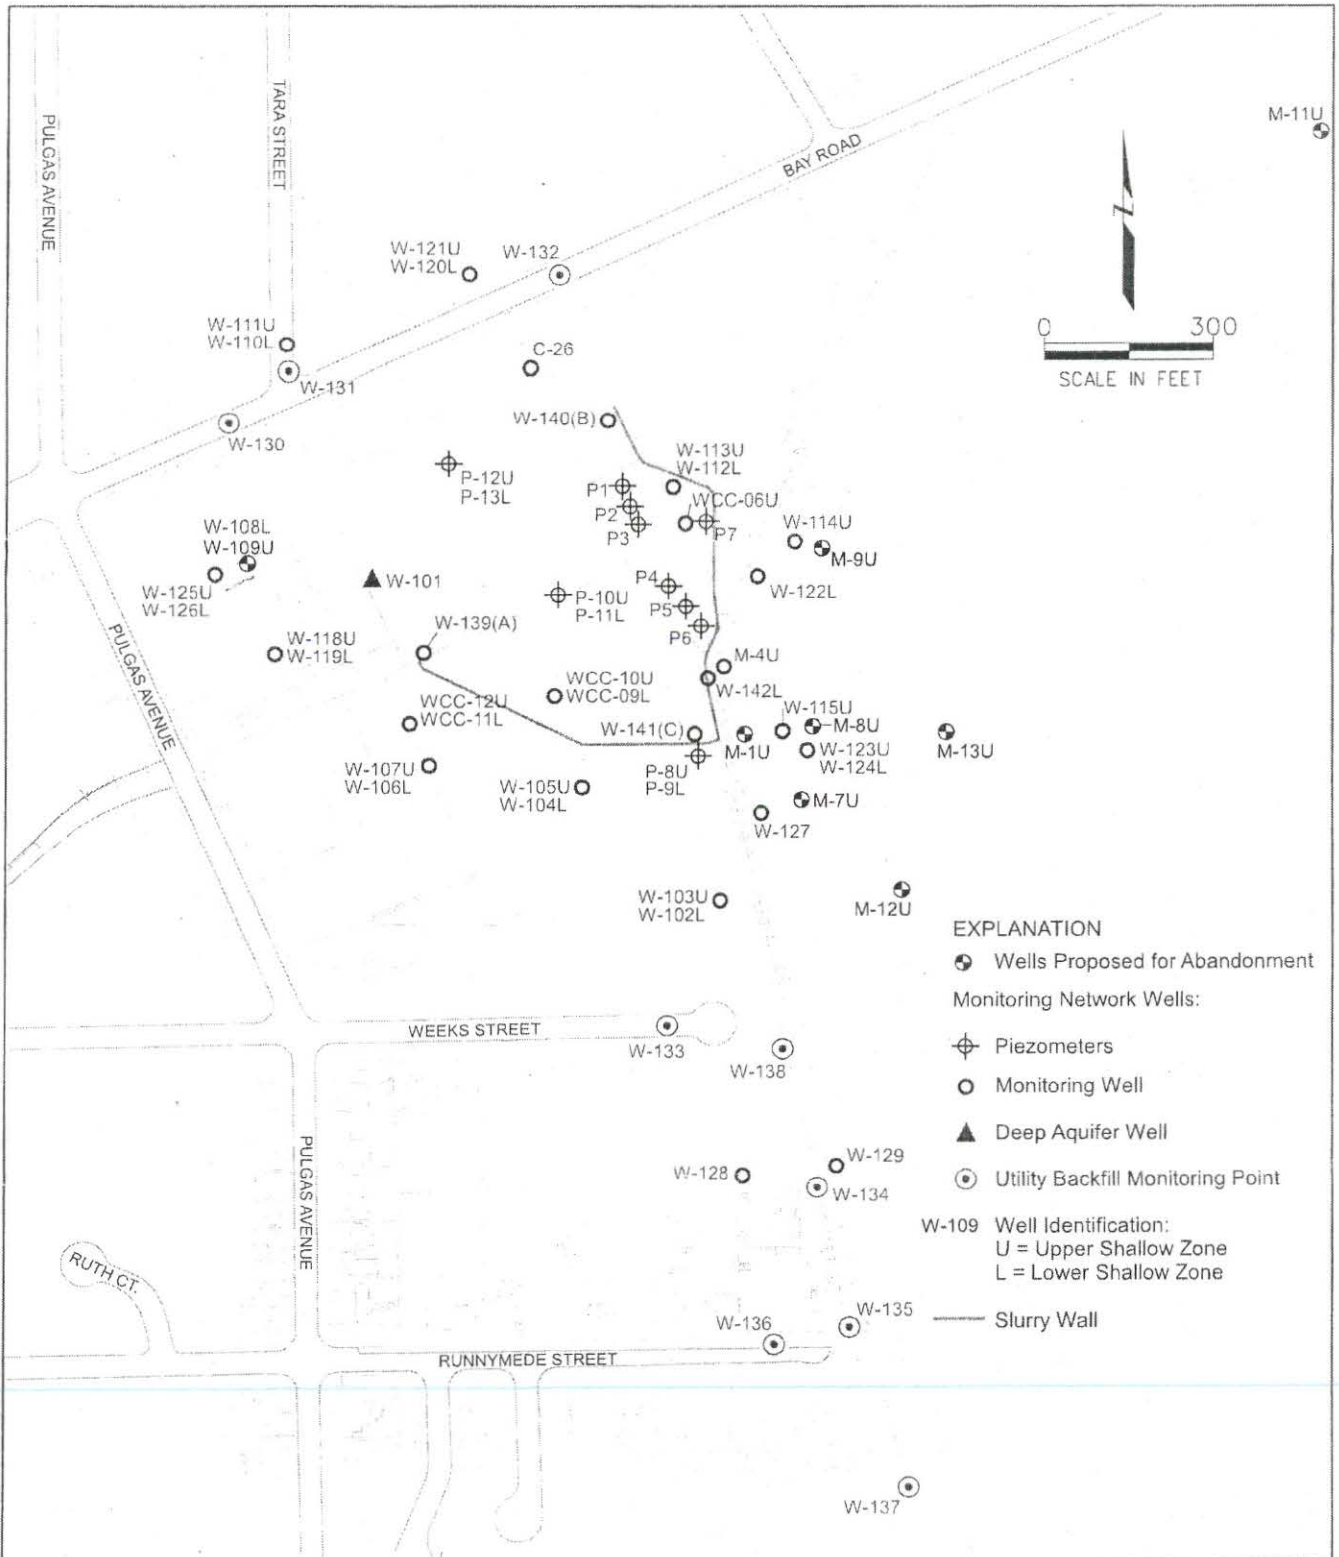 M-11U
TARA STREET
PULGAS AVENUE
BAY ROAD
Z
W-121U
W-120L
W-132
0 300
SCALE IN FEET
W-111U
W-110L
C-26
W-131
W-140(B)
W-130
W-113U
W-112L
P-12U
P-13L
P1
WCC-06U
P2
P3
P7
W-114U
W-108L
W-109U
M-9U
W-101
P4
W-122L
W-125U
W-126L
P-10U
P-11L
P5
W-139(A)
P6
PULGAS AVENUE
W-118U
W-119L
M-4U
WCC-10U
WCC-09L
W-142L
WCC-12U
WCC-11L
W-115U
W-141(C)
M-8U
M-1U
W-123U
W-124L
M-13U
W-107U
W-106L
P-8U
P-9L
W-105U
W-104L
M-7U
W-127
W-103U
W-102L
M-12U
EXPLANATION
Wells Proposed for Abandonment
Monitoring Network Wells:
Piezometers
Monitoring Well
Deep Aquifer Well
Utility Backfill Monitoring Point
W-109 Well Identification:
U = Upper Shallow Zone
L = Lower Shallow Zone
Slurry Wall
WEEKS STREET
W-133
W-138
PULGAS AVENUE
W-128
W-129
W-134
RUTH CT.
W-136
W-135
RUNNYMEDE STREET
W-137